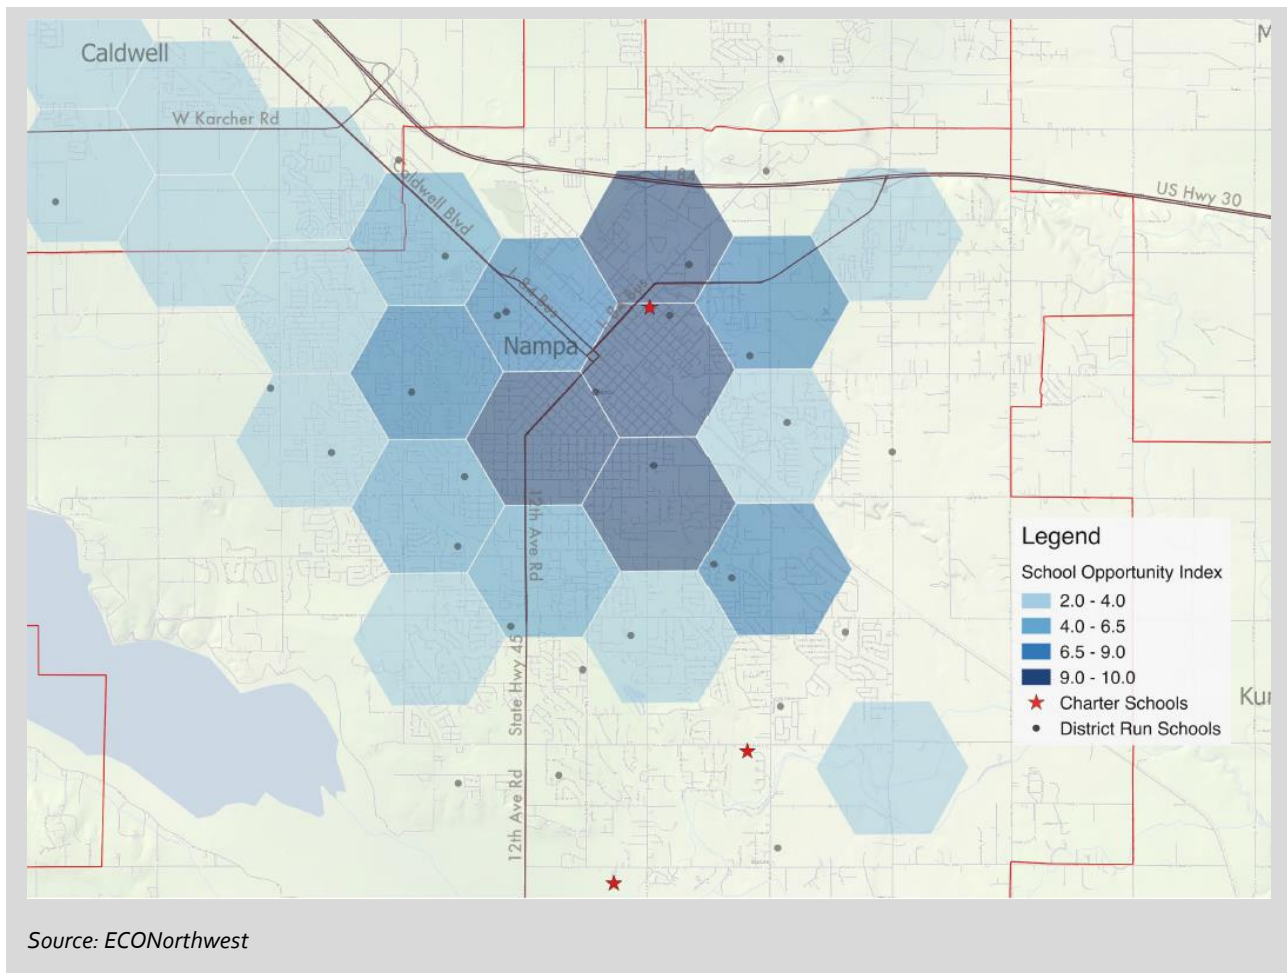 Caldwell
M
W Karcher Rd
I-84
Caldwell Blvd
US Hwy 30
I-84 Bus
Nampa
12th Ave Rd
State Hwy 45
12th Ave Rd
Kun
Legend
School Opportunity Index
2.0 - 4.0
4.0 - 6.5
6.5 - 9.0
9.0 - 10.0
Charter Schools
District Run Schools
Source: ECONorthwest